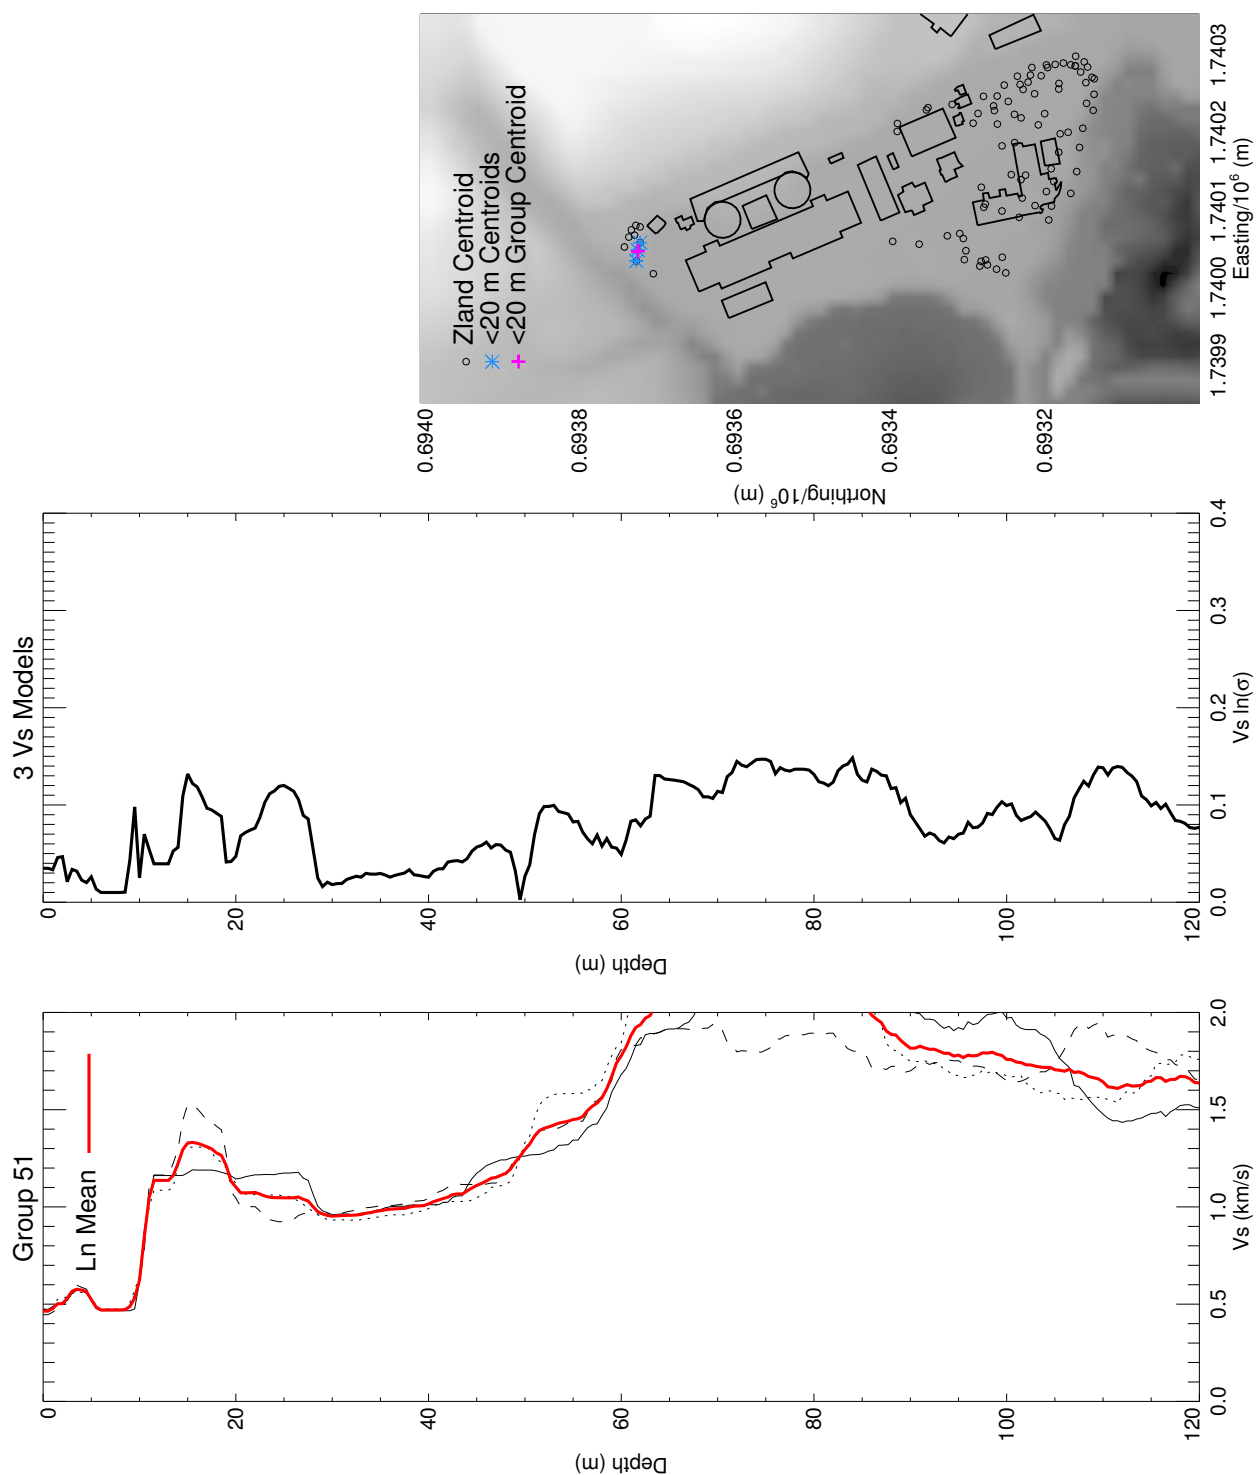 Group 51
Ln Mean
0
20
40
60
80
100
120
Depth (m)
0.0
0.5
1.0
1.5
2.0
Vs (km/s)
3 Vs Models
0
20
40
60
80
100
120
Depth (m)
0.0
0.1
0.2
0.3
0.4
Vs ln(σ)
Zland Centroid
<20 m Centroids
<20 m Group Centroid
0.6940
0.6938
0.6936
0.6934
0.6932
Northing/10⁶ (m)
1.7399
1.7400
1.7401
1.7402
1.7403
Easting/10⁶ (m)